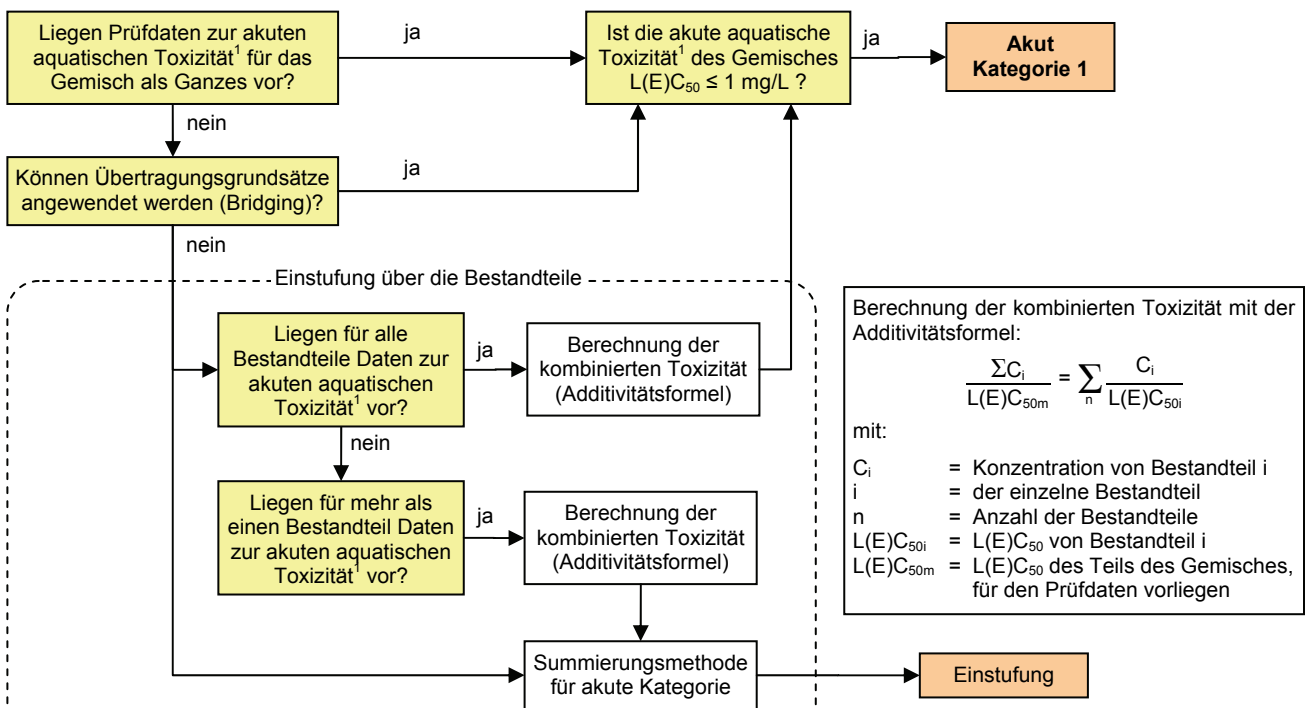 Liegen Prüfdaten zur akuten
aquatischen Toxizität¹ für das
Gemisch als Ganzes vor?
ja
Ist die akute aquatische
Toxizität¹ des Gemisches
L(E)C₅₀ ≤ 1 mg/L ?
ja
Akut
Kategorie 1
nein
Können Übertragungsgrundsätze
angewendet werden (Bridging)?
ja
nein
Einstufung über die Bestandteile
Liegen für alle
Bestandteile Daten zur
akuten aquatischen
Toxizität¹ vor?
ja
Berechnung der
kombinierten Toxizität
(Additivitätsformel)
nein
Liegen für mehr als
einen Bestandteil Daten
zur akuten aquatischen
Toxizität¹ vor?
ja
Berechnung der
kombinierten Toxizität
(Additivitätsformel)
Summierungsmethode
für akute Kategorie
Einstufung
Berechnung der kombinierten Toxizität mit der
Additivitätsformel:
ΣCᵢ / L(E)C₅₀ₘ = Σₙ Cᵢ / L(E)C₅₀ᵢ
mit:
Cᵢ = Konzentration von Bestandteil i
i = der einzelne Bestandteil
n = Anzahl der Bestandteile
L(E)C₅₀ᵢ = L(E)C₅₀ von Bestandteil i
L(E)C₅₀ₘ = L(E)C₅₀ des Teils des Gemisches,
für den Prüfdaten vorliegen